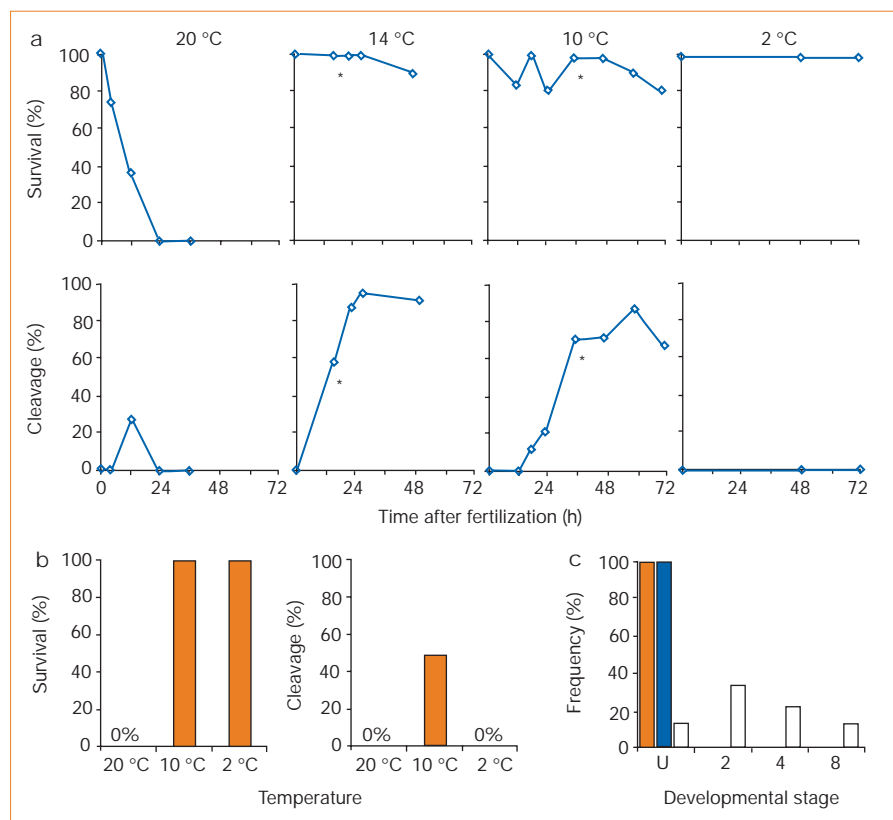 a
20 °C 14 °C 10 °C 2 °C
Survival (%)
100
80
60
40
20
0
*
*
Cleavage (%)
100
80
60
40
20
0
*
*
0 24 48 72 24 48 72 24 48 72 24 48 72
Time after fertilization (h)
b
Survival (%)
100
80
60
40
20
0
0%
20 °C 10 °C 2 °C
Cleavage (%)
100
80
60
40
20
0
0% 0%
20 °C 10 °C 2 °C
Temperature
c
Frequency (%)
100
80
60
40
20
0
U 2 4 8
Developmental stage